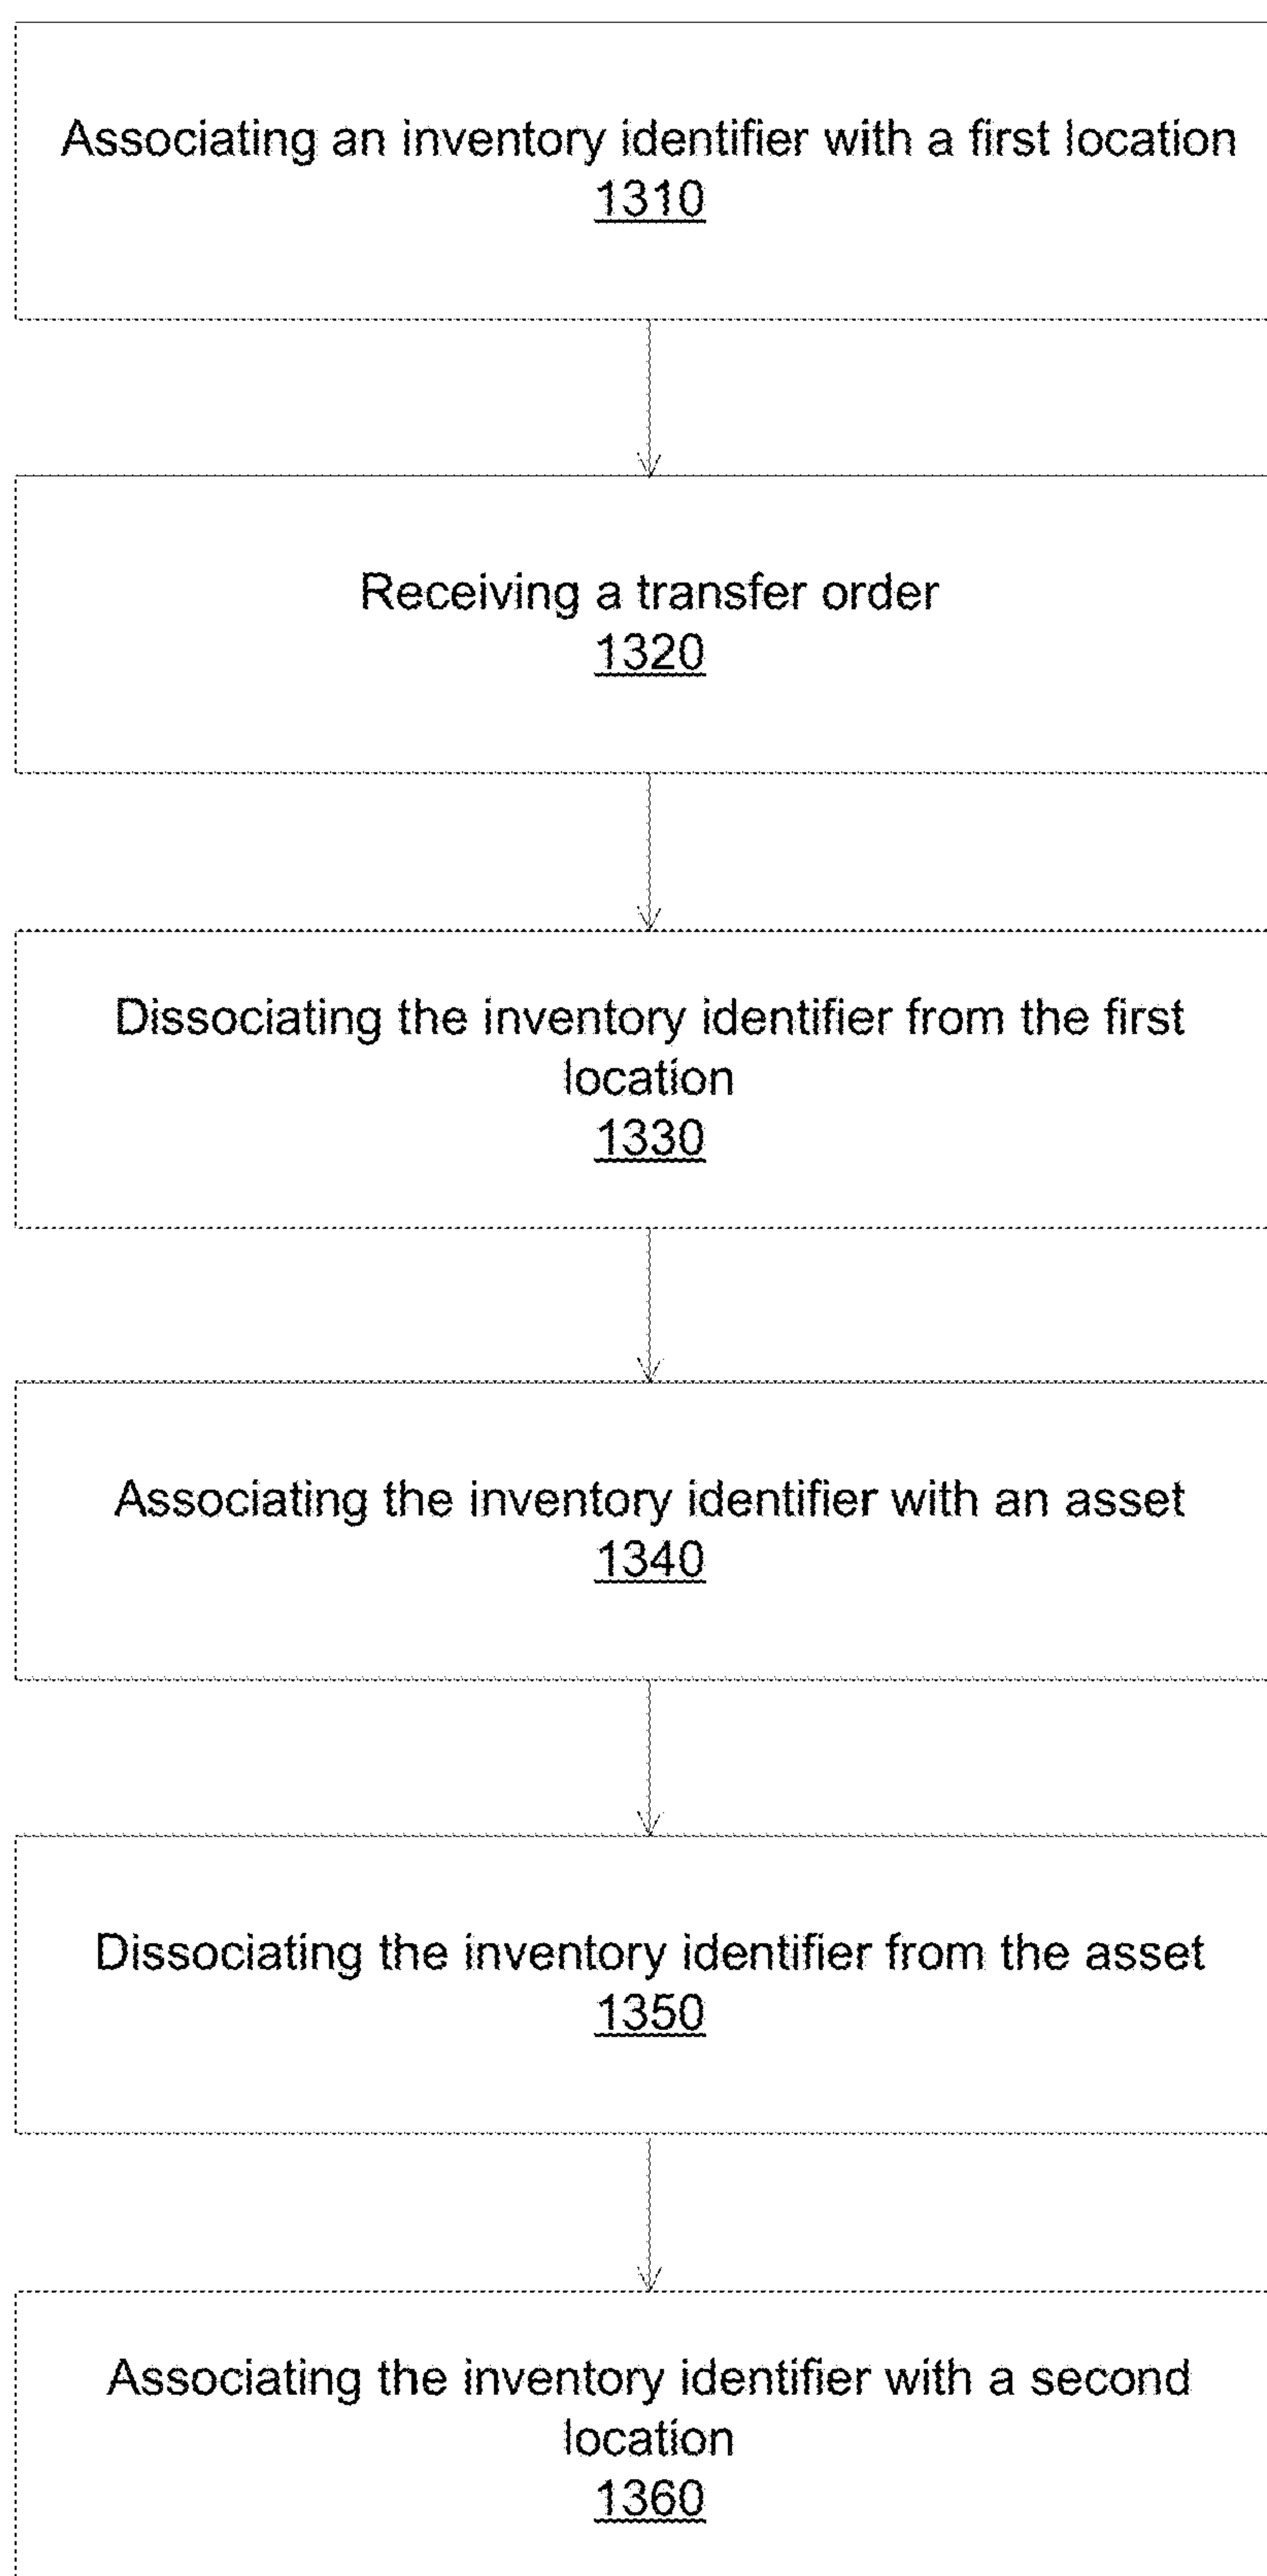 Associating an inventory identifier with a first location
1310
Receiving a transfer order
1320
Dissociating the inventory identifier from the first
location
1330
Associating the inventory identifier with an asset
1340
Dissociating the inventory identifier from the asset
1350
Associating the inventory identifier with a second
location
1360